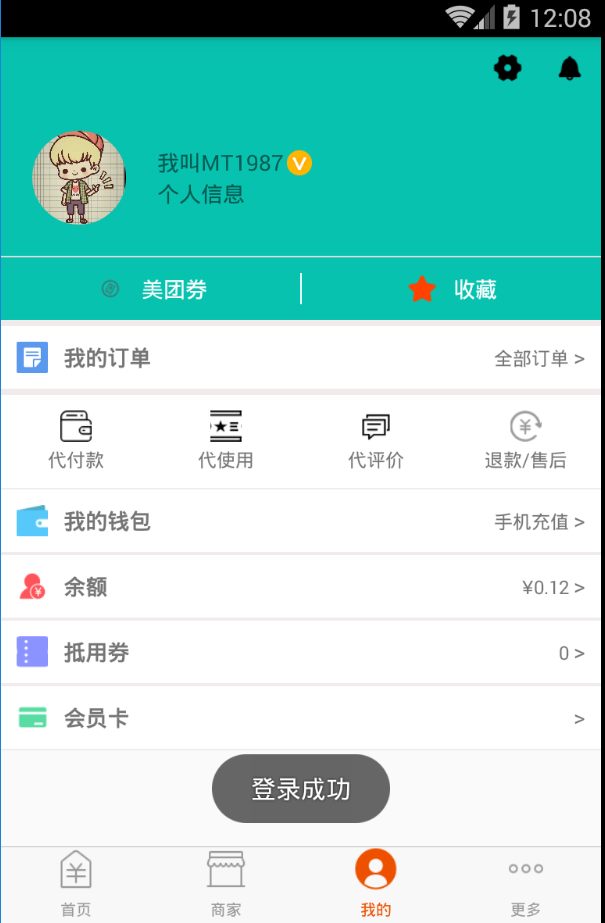 12:08
我叫MT1987
个人信息
美团券 收藏
我的订单 全部订单 >
代付款 代使用 代评价 退款/售后
我的钱包 手机充值 >
余额 ¥0.12 >
抵用券 0 >
会员卡 >
登录成功
首页 商家 我的 更多